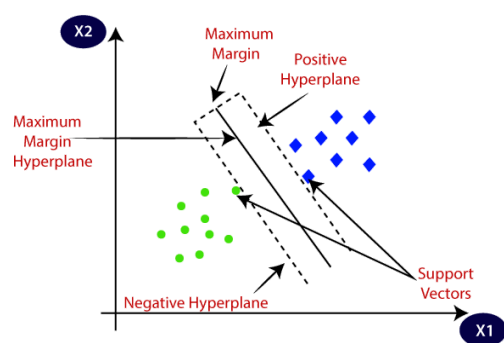 X2
Maximum
Margin
Positive
Hyperplane
Maximum
Margin
Hyperplane
Support
Vectors
Negative Hyperplane
X1